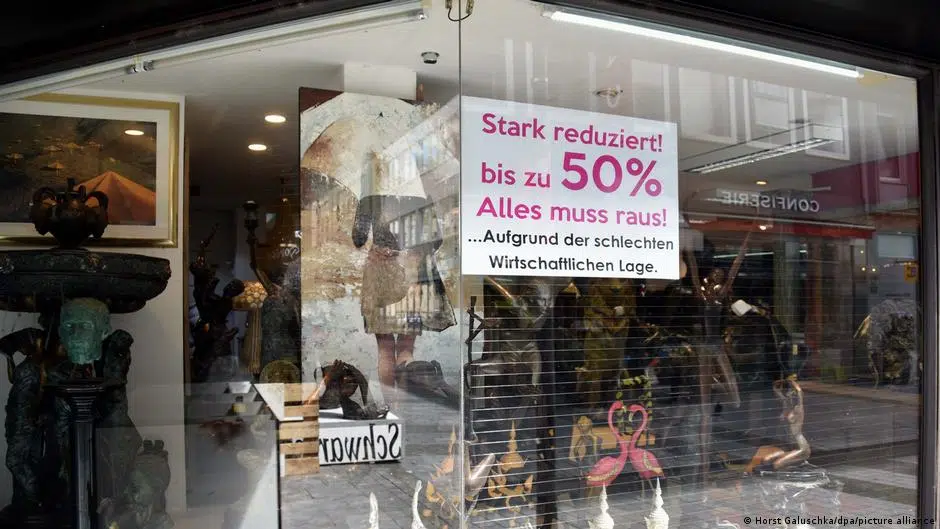 Stark reduziert!
bis zu 50%
Alles muss raus!
...Aufgrund der schlechten
Wirtschaftlichen Lage.
CONFISERIE
Schwar
© Horst Galuschka/dpa/picture alliance